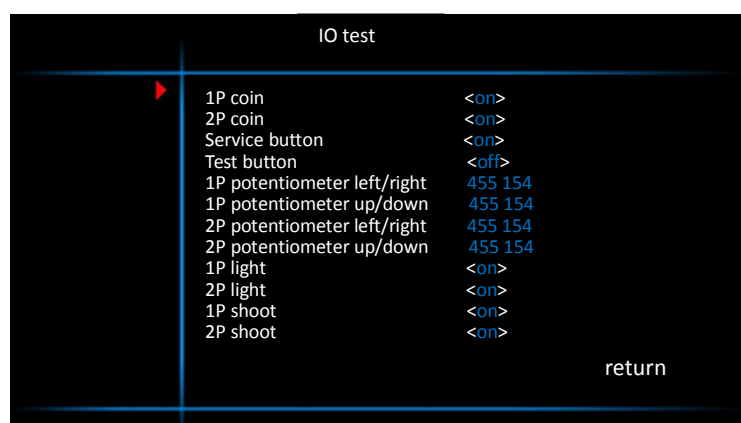 IO test
1P coin <on>
2P coin <on>
Service button <on>
Test button <off>
1P potentiometer left/right 455 154
1P potentiometer up/down 455 154
2P potentiometer left/right 455 154
2P potentiometer up/down 455 154
1P light <on>
2P light <on>
1P shoot <on>
2P shoot <on>
return